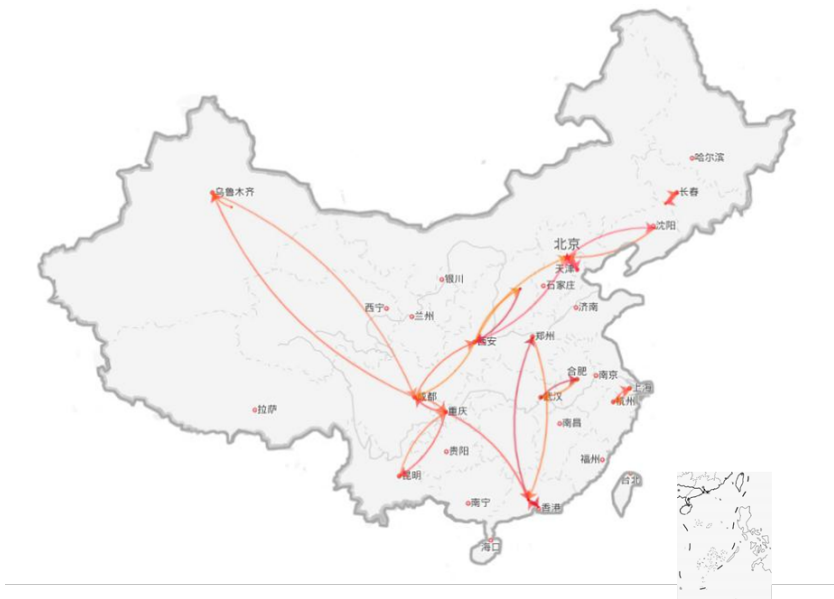 哈尔滨
长春
乌鲁木齐
沈阳
北京
天津
银川
石家庄
西宁
兰州
济南
郑州
西安
合肥
南京
上海
成都
武汉
杭州
拉萨
重庆
南昌
贵阳
福州
昆明
台北
南宁
香港
海口